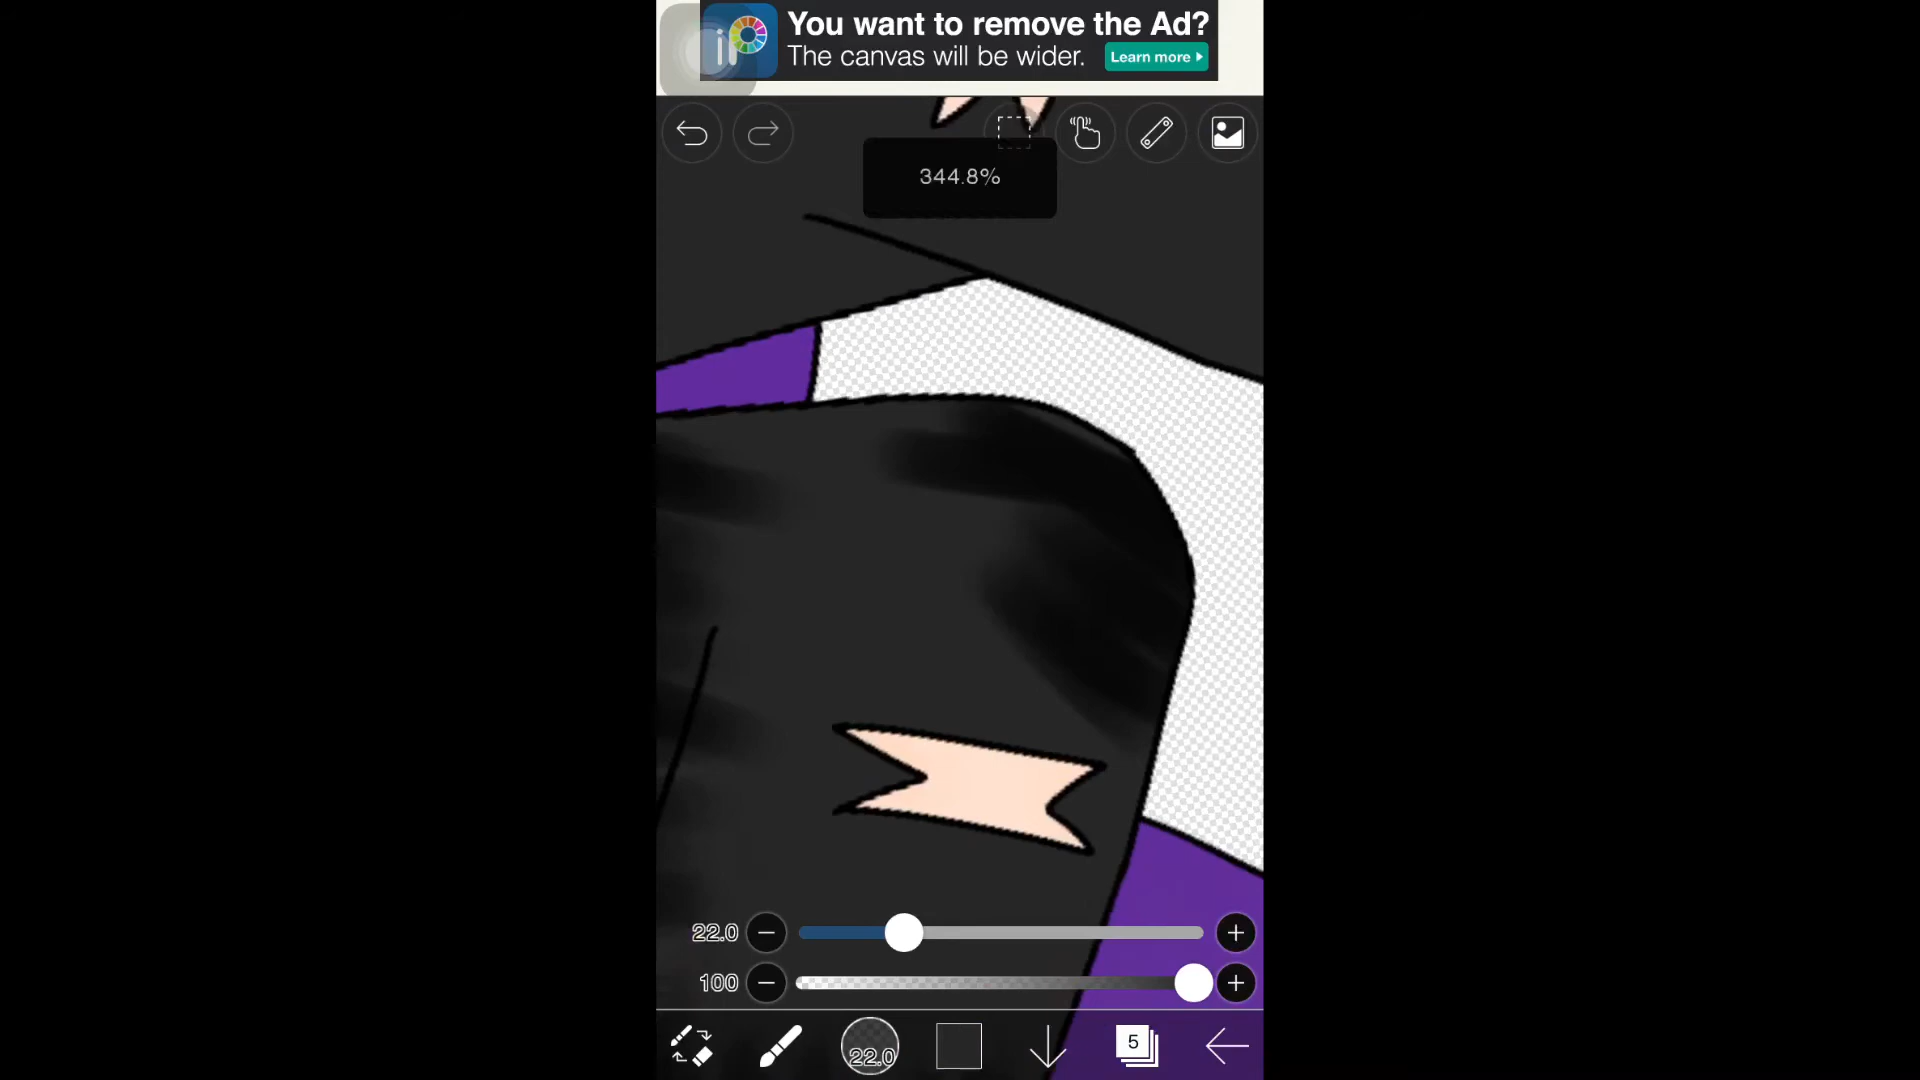 You want to remove the Ad?
The canvas will be wider.
Learn more
344.8%
22.0
100
22.0
5